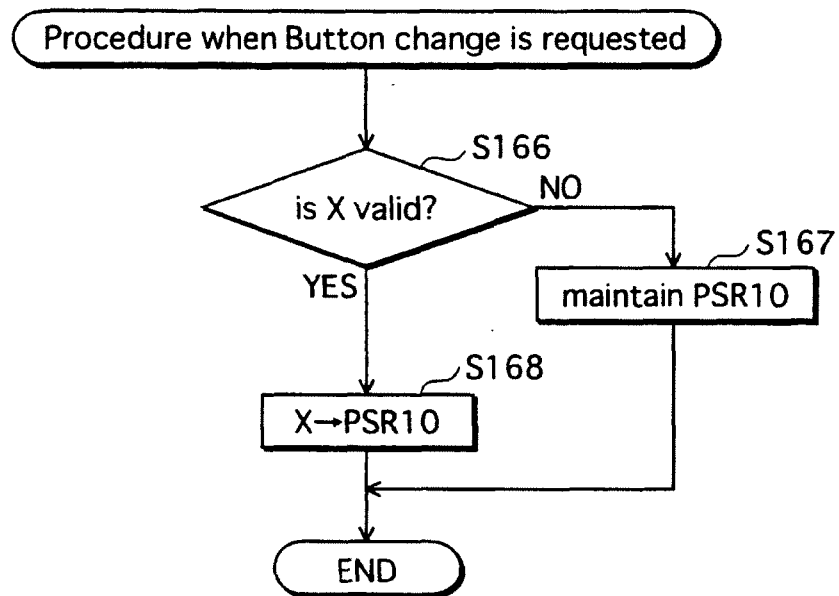 Procedure when Button change is requested
S166
is X valid?
NO
S167
YES
maintain PSR10
S168
X→PSR10
END